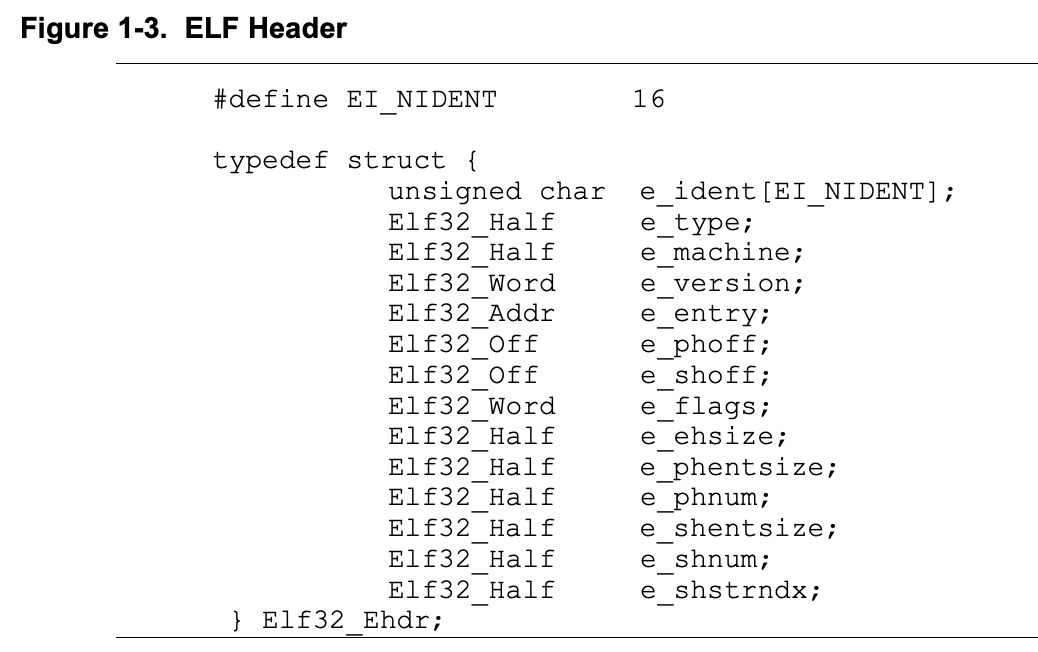 Figure 1-3. ELF Header
#define EI_NIDENT 16
typedef struct {
unsigned char e_ident[EI_NIDENT];
Elf32_Half e_type;
Elf32_Half e_machine;
Elf32_Word e_version;
Elf32_Addr e_entry;
Elf32_Off e_phoff;
Elf32_Off e_shoff;
Elf32_Word e_flags;
Elf32_Half e_ehsize;
Elf32_Half e_phentsize;
Elf32_Half e_phnum;
Elf32_Half e_shentsize;
Elf32_Half e_shnum;
Elf32_Half e_shstrndx;
} Elf32_Ehdr;